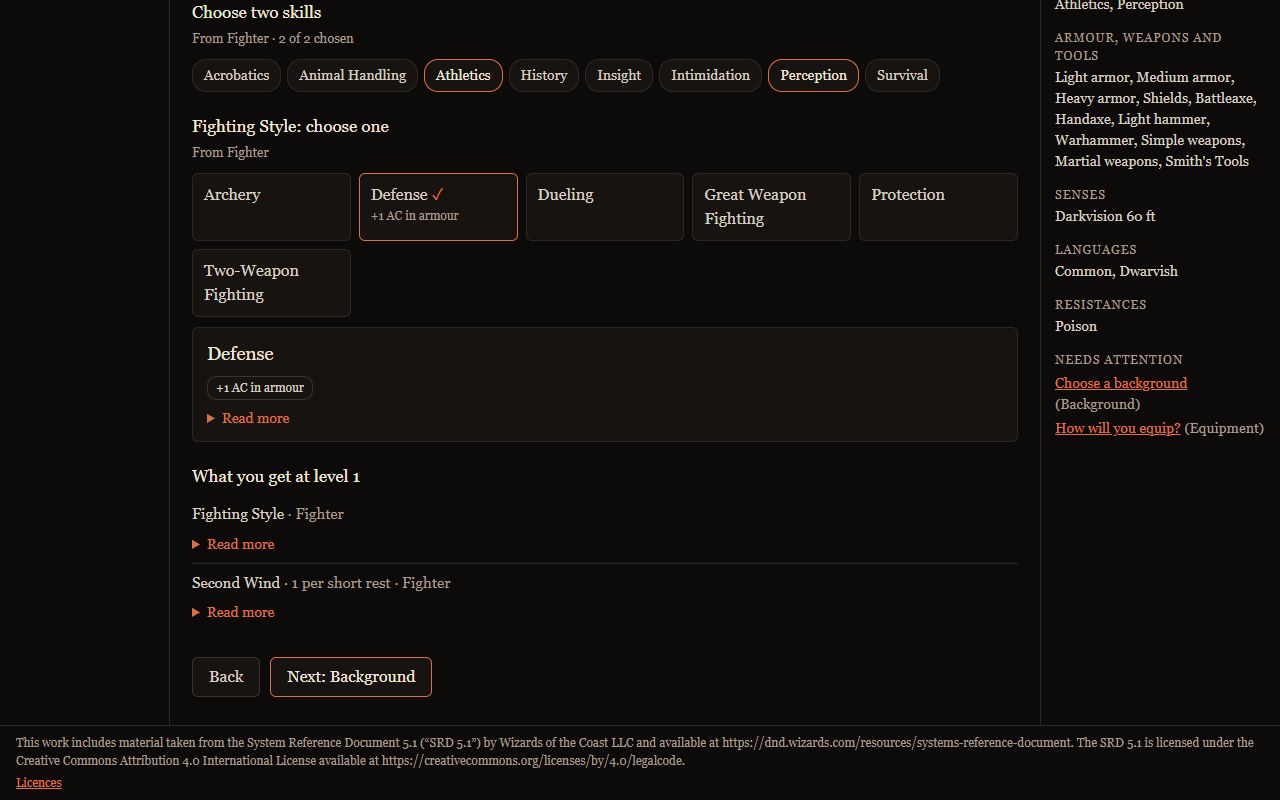 Choose two skills
From Fighter · 2 of 2 chosen
Acrobatics
Animal Handling
Athletics
History
Insight
Intimidation
Perception
Survival
Fighting Style: choose one
From Fighter
Archery
Defense ✓
+1 AC in armour
Dueling
Great Weapon
Fighting
Protection
Two-Weapon
Fighting
Defense
+1 AC in armour
Read more
What you get at level 1
Fighting Style · Fighter
Read more
Second Wind · 1 per short rest · Fighter
Read more
Back
Next: Background
Athletics, Perception
ARMOUR, WEAPONS AND
TOOLS
Light armor, Medium armor,
Heavy armor, Shields, Battleaxe,
Handaxe, Light hammer,
Warhammer, Simple weapons,
Martial weapons, Smith's Tools
SENSES
Darkvision 60 ft
LANGUAGES
Common, Dwarvish
RESISTANCES
Poison
NEEDS ATTENTION
Choose a background
(Background)
How will you equip? (Equipment)
This work includes material taken from the System Reference Document 5.1 (“SRD 5.1”) by Wizards of the Coast LLC and available at https://dnd.wizards.com/resources/systems-reference-document. The SRD 5.1 is licensed under the
Creative Commons Attribution 4.0 International License available at https://creativecommons.org/licenses/by/4.0/legalcode.
Licences